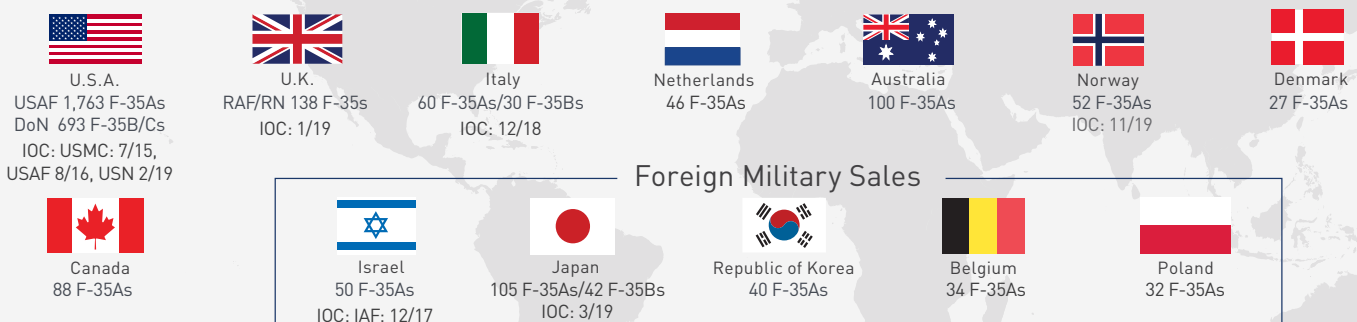 U.S.A.
USAF 1,763 F-35As
DoN 693 F-35B/Cs
IOC: USMC: 7/15,
USAF 8/16, USN 2/19
U.K.
RAF/RN 138 F-35s
IOC: 1/19
Italy
60 F-35As/30 F-35Bs
IOC: 12/18
Netherlands
46 F-35As
Australia
100 F-35As
Norway
52 F-35As
IOC: 11/19
Denmark
27 F-35As
Canada
88 F-35As
Foreign Military Sales
Israel
50 F-35As
IOC: IAF: 12/17
Japan
105 F-35As/42 F-35Bs
IOC: 3/19
Republic of Korea
40 F-35As
Belgium
34 F-35As
Poland
32 F-35As